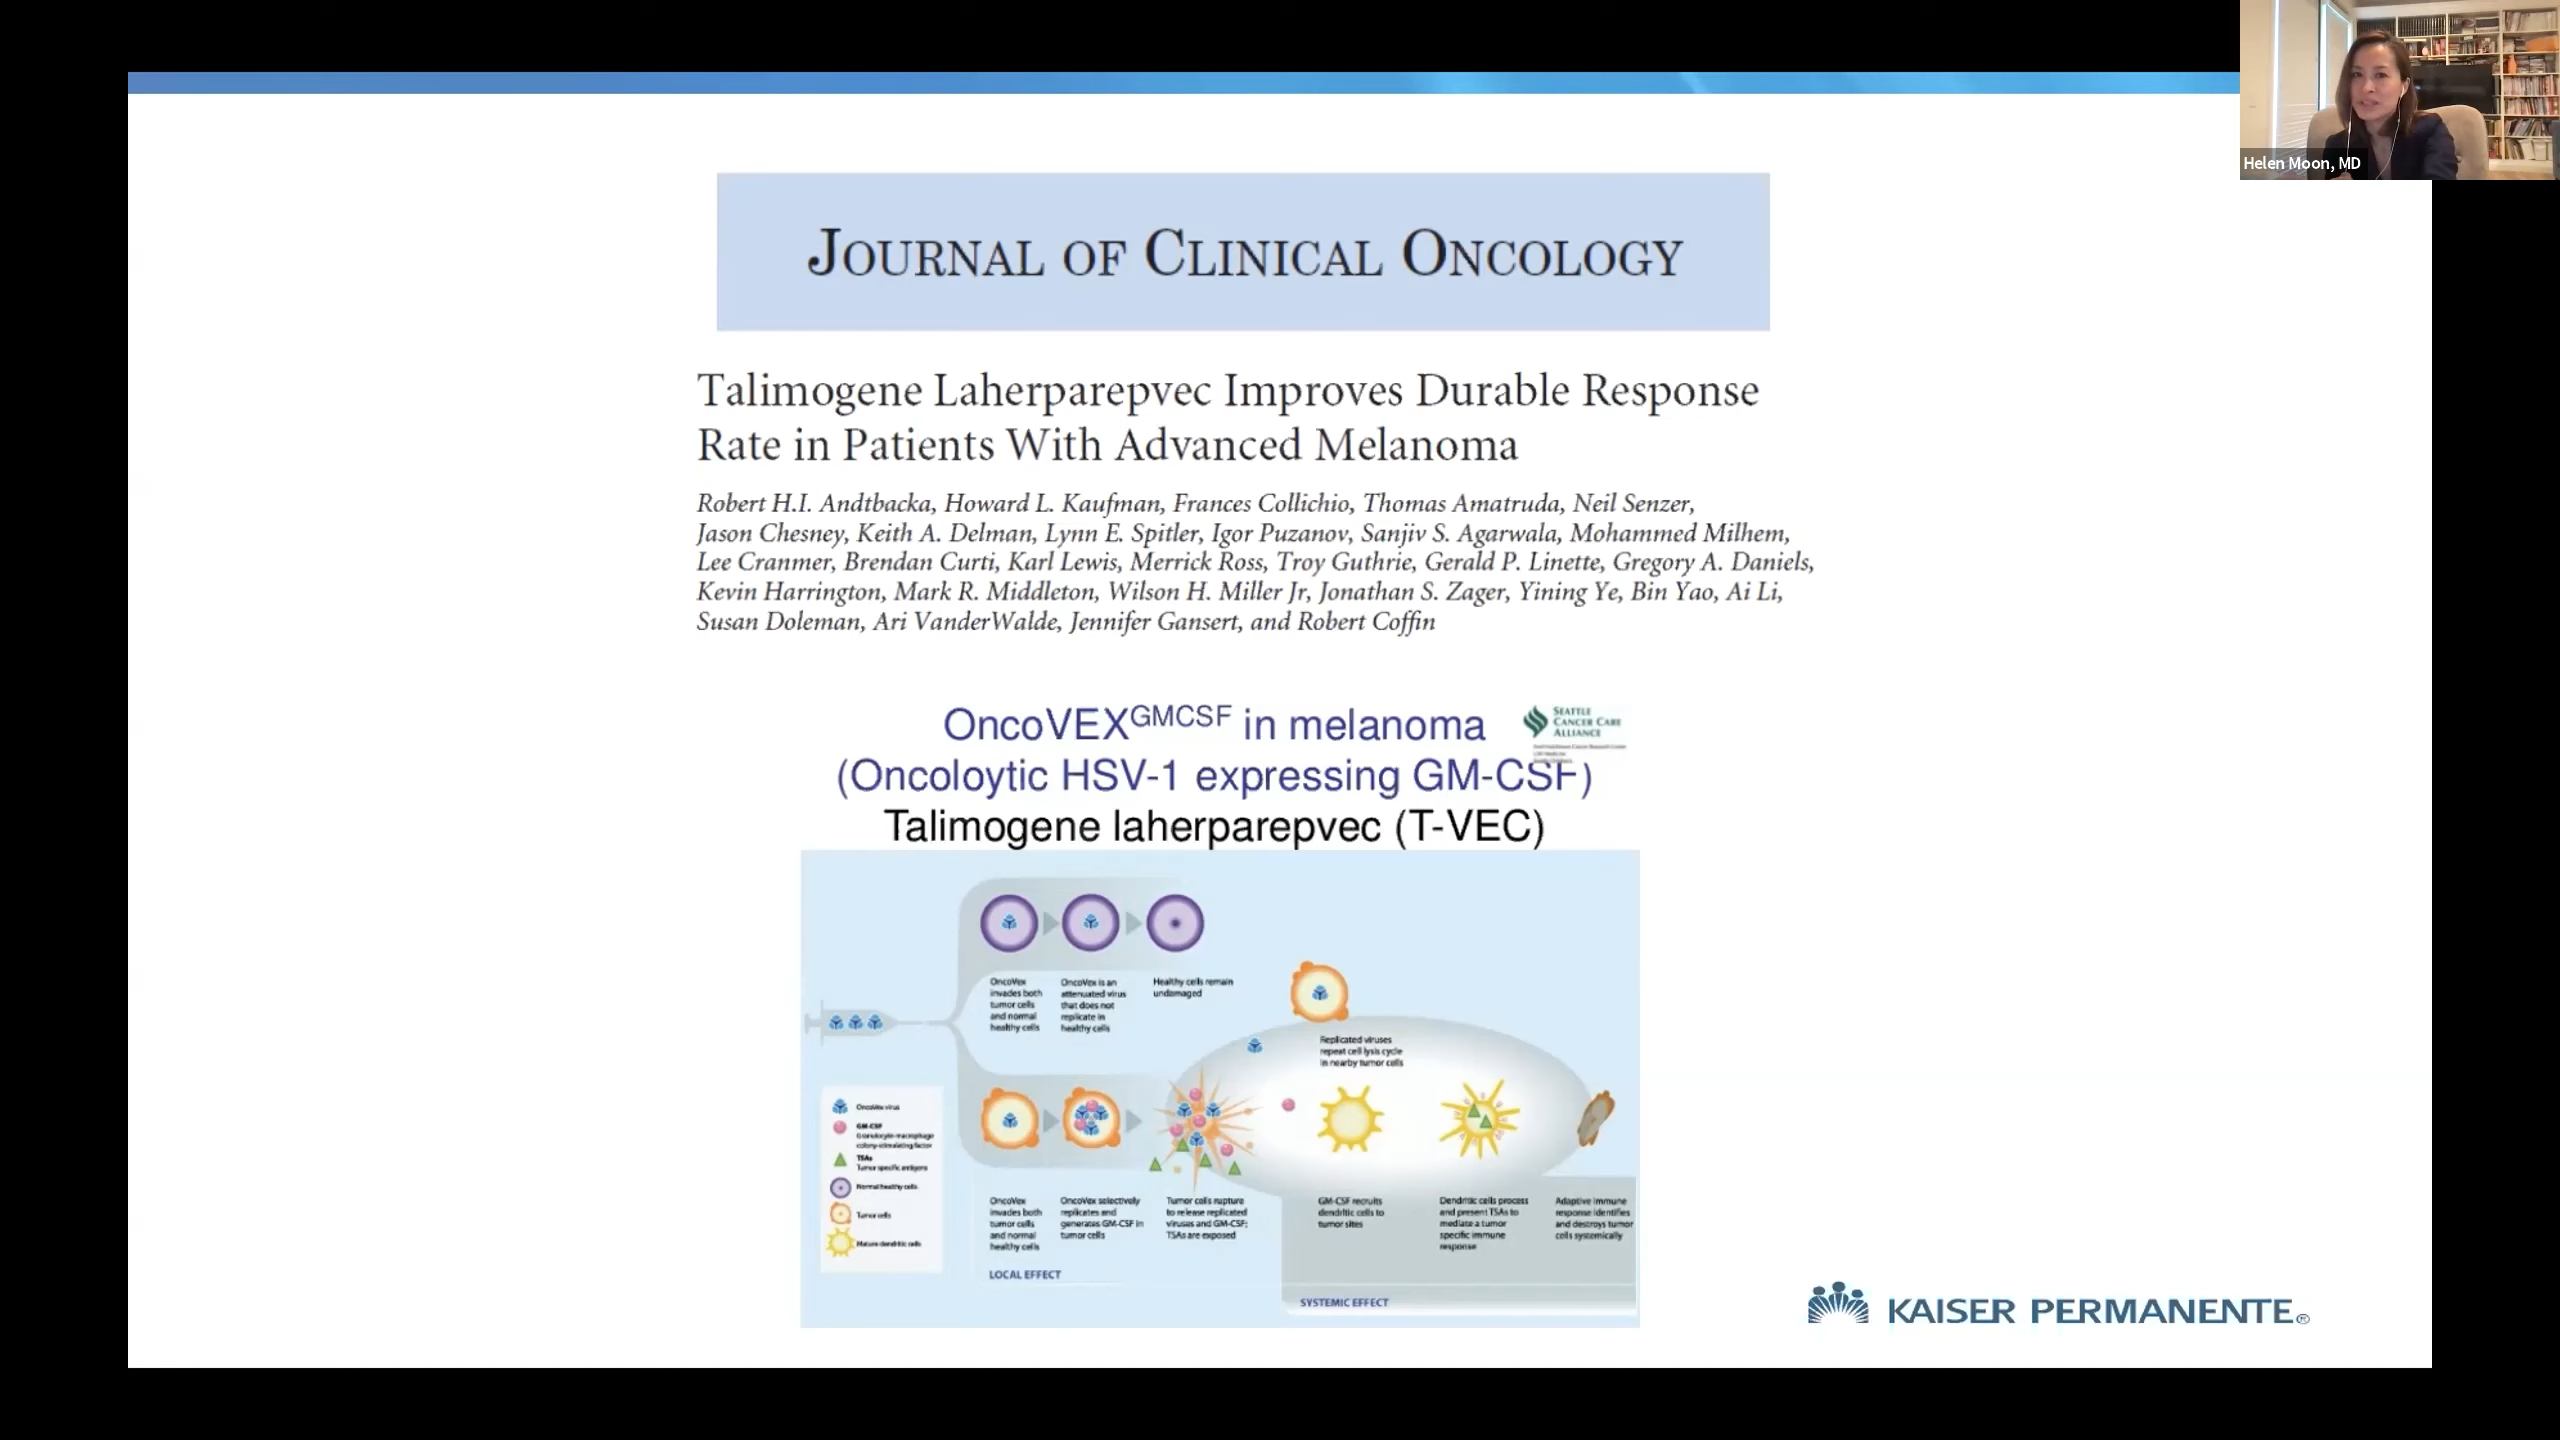 Helen Moon, MD
JOURNAL OF CLINICAL ONCOLOGY
Talimogene Laherparepvec Improves Durable Response
Rate in Patients With Advanced Melanoma
Robert H.I. Andtbacka, Howard L. Kaufman, Frances Collichio, Thomas Amatruda, Neil Senzer,
Jason Chesney, Keith A. Delman, Lynn E. Spitler, Igor Puzanov, Sanjiv S. Agarwala, Mohammed Milhem,
Lee Cranmer, Brendan Curti, Karl Lewis, Merrick Ross, Troy Guthrie, Gerald P. Linette, Gregory A. Daniels,
Kevin Harrington, Mark R. Middleton, Wilson H. Miller Jr, Jonathan S. Zager, Yining Ye, Bin Yao, Ai Li,
Susan Doleman, Ari VanderWalde, Jennifer Gansert, and Robert Coffin
OncoVEXGMCSF in melanoma
(Oncoloytic HSV-1 expressing GM-CSF)
Talimogene laherparepvec (T-VEC)
SEATTLE
CANCER CARE
ALLIANCE
OncoVex
invades both
tumor cells
and normal
healthy cells
OncoVex is an
attenuated virus
that does not
replicate in
healthy cells
Healthy cells remain
undamaged
Replicated viruses
repeat cell lysis cycle
in nearby tumor cells
OncoVex virus
GM-CSF
Granulocyte-macrophage
colony-stimulating factor
TSAs
Tumor specific antigens
Normal healthy cells
Tumor cells
Mature dendritic cells
OncoVex
invades both
tumor cells
and normal
healthy cells
OncoVex selectively
replicates and
generates GM-CSF in
tumor cells
Tumor cells rupture
to release replicated
viruses and GM-CSF;
TSAs are exposed
GM-CSF recruits
dendritic cells to
tumor sites
Dendritic cells process
and present TSAs to
mediate a tumor
specific immune
response
Adaptive immune
response identifies
and destroys tumor
cells systemically
LOCAL EFFECT
SYSTEMIC EFFECT
KAISER PERMANENTE®